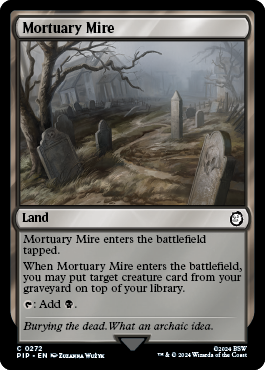 Mortuary Mire
Land
Mortuary Mire enters the battlefield
tapped.
When Mortuary Mire enters the battlefield,
you may put target creature card from your
graveyard on top of your library.
: Add .
Burying the dead. What an archaic idea.
C 0272
PIP • EN Zuzanna Wużyk
©2024 BSW
™ & © 2024 Wizards of the Coast